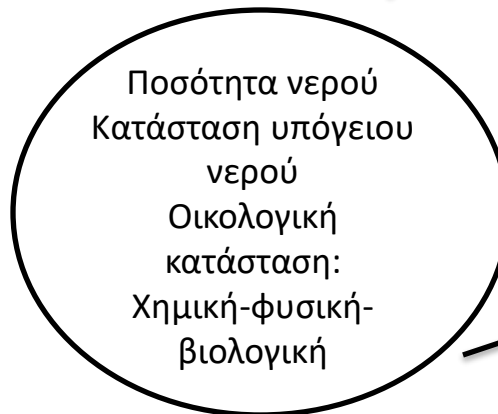 Ποσότητα νερού
Κατάσταση υπόγειου
νερού
Οικολογική
κατάσταση:
Χημική-φυσική-
βιολογική